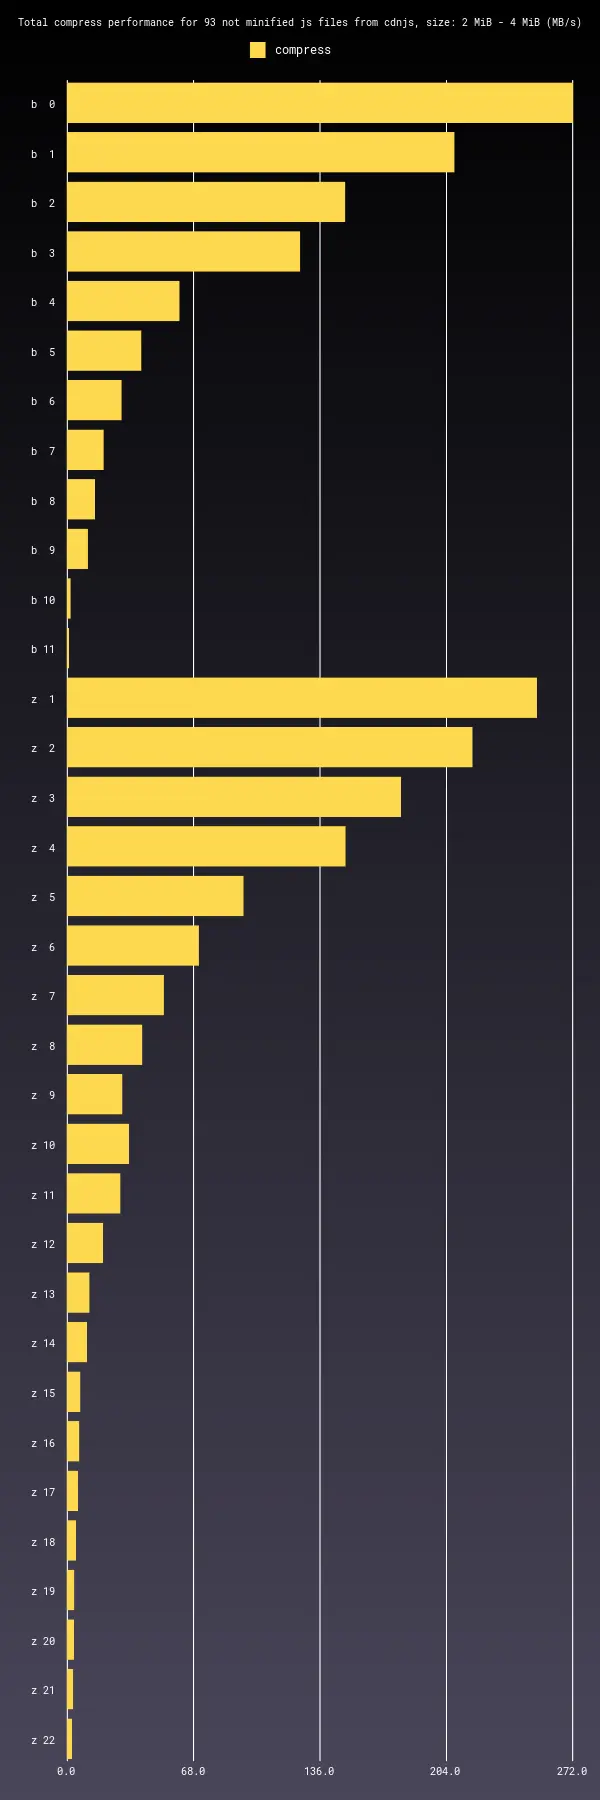 Total compress performance for 93 not minified js files from cdnjs, size: 2 MiB - 4 MiB (MB/s)
compress
b 0
b 1
b 2
b 3
b 4
b 5
b 6
b 7
b 8
b 9
b 10
b 11
z 1
z 2
z 3
z 4
z 5
z 6
z 7
z 8
z 9
z 10
z 11
z 12
z 13
z 14
z 15
z 16
z 17
z 18
z 19
z 20
z 21
z 22
0.0 68.0 136.0 204.0 272.0